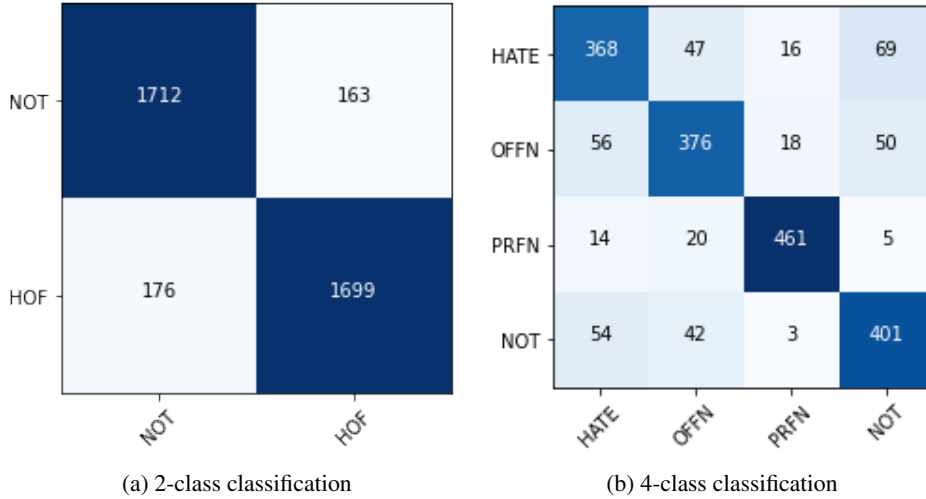 NOT 1712 163
HOF 176 1699
NOT HOF
(a) 2-class classification
HATE 368 47 16 69
OFFN 56 376 18 50
PRFN 14 20 461 5
NOT 54 42 3 401
HATE OFFN PRFN NOT
(b) 4-class classification